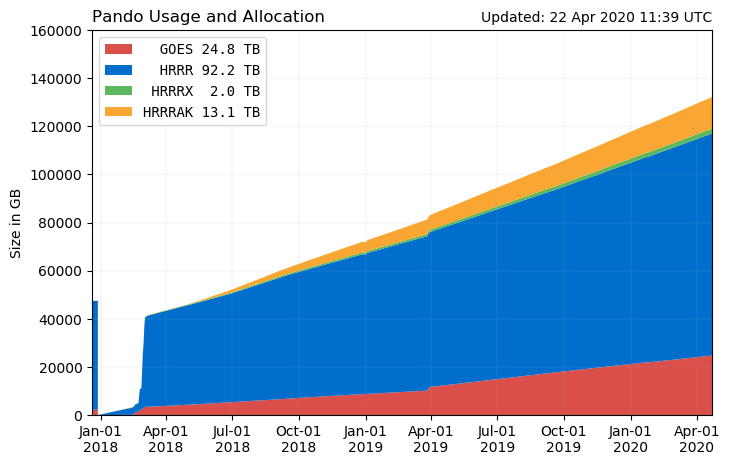 Pando Usage and Allocation
Updated: 22 Apr 2020 11:39 UTC
GOES 24.8 TB
HRRR 92.2 TB
HRRRX 2.0 TB
HRRRAK 13.1 TB
Size in GB
160000
140000
120000
100000
80000
60000
40000
20000
0
Jan-01 Apr-01 Jul-01 Oct-01 Jan-01 Apr-01 Jul-01 Oct-01 Jan-01 Apr-01
2018 2018 2018 2018 2019 2019 2019 2019 2020 2020